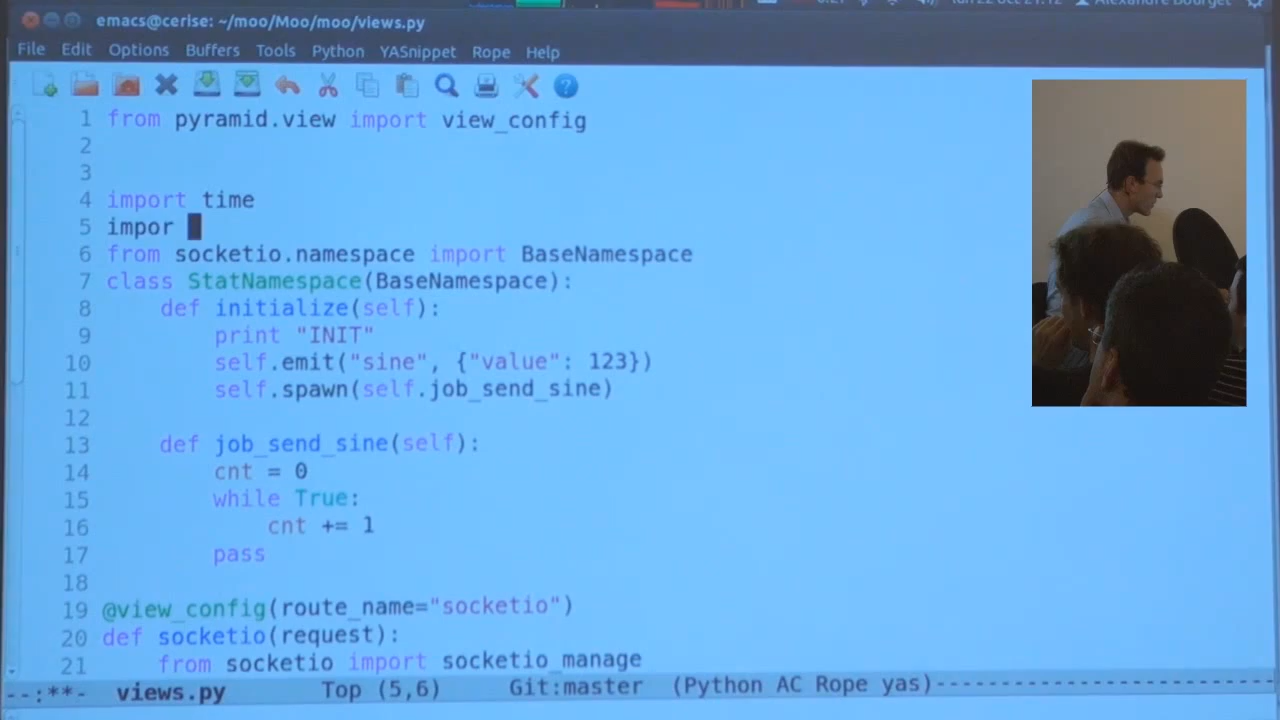 emacs@cerise: ~/moo/Moo/moo/views.py
File Edit Options Buffers Tools Python YASnippet Rope Help
1 from pyramid.view import view_config
2
3
4 import time
5 impor
6 from socketio.namespace import BaseNamespace
7 class StatNamespace(BaseNamespace):
8 def initialize(self):
9 print "INIT"
10 self.emit("sine", {"value": 123})
11 self.spawn(self.job_send_sine)
12
13 def job_send_sine(self):
14 cnt = 0
15 while True:
16 cnt += 1
17 pass
18
19 @view_config(route_name="socketio")
20 def socketio(request):
21 from socketio import socketio_manage
--:**- views.py Top (5,6) Git:master (Python AC Rope yas)------------------------